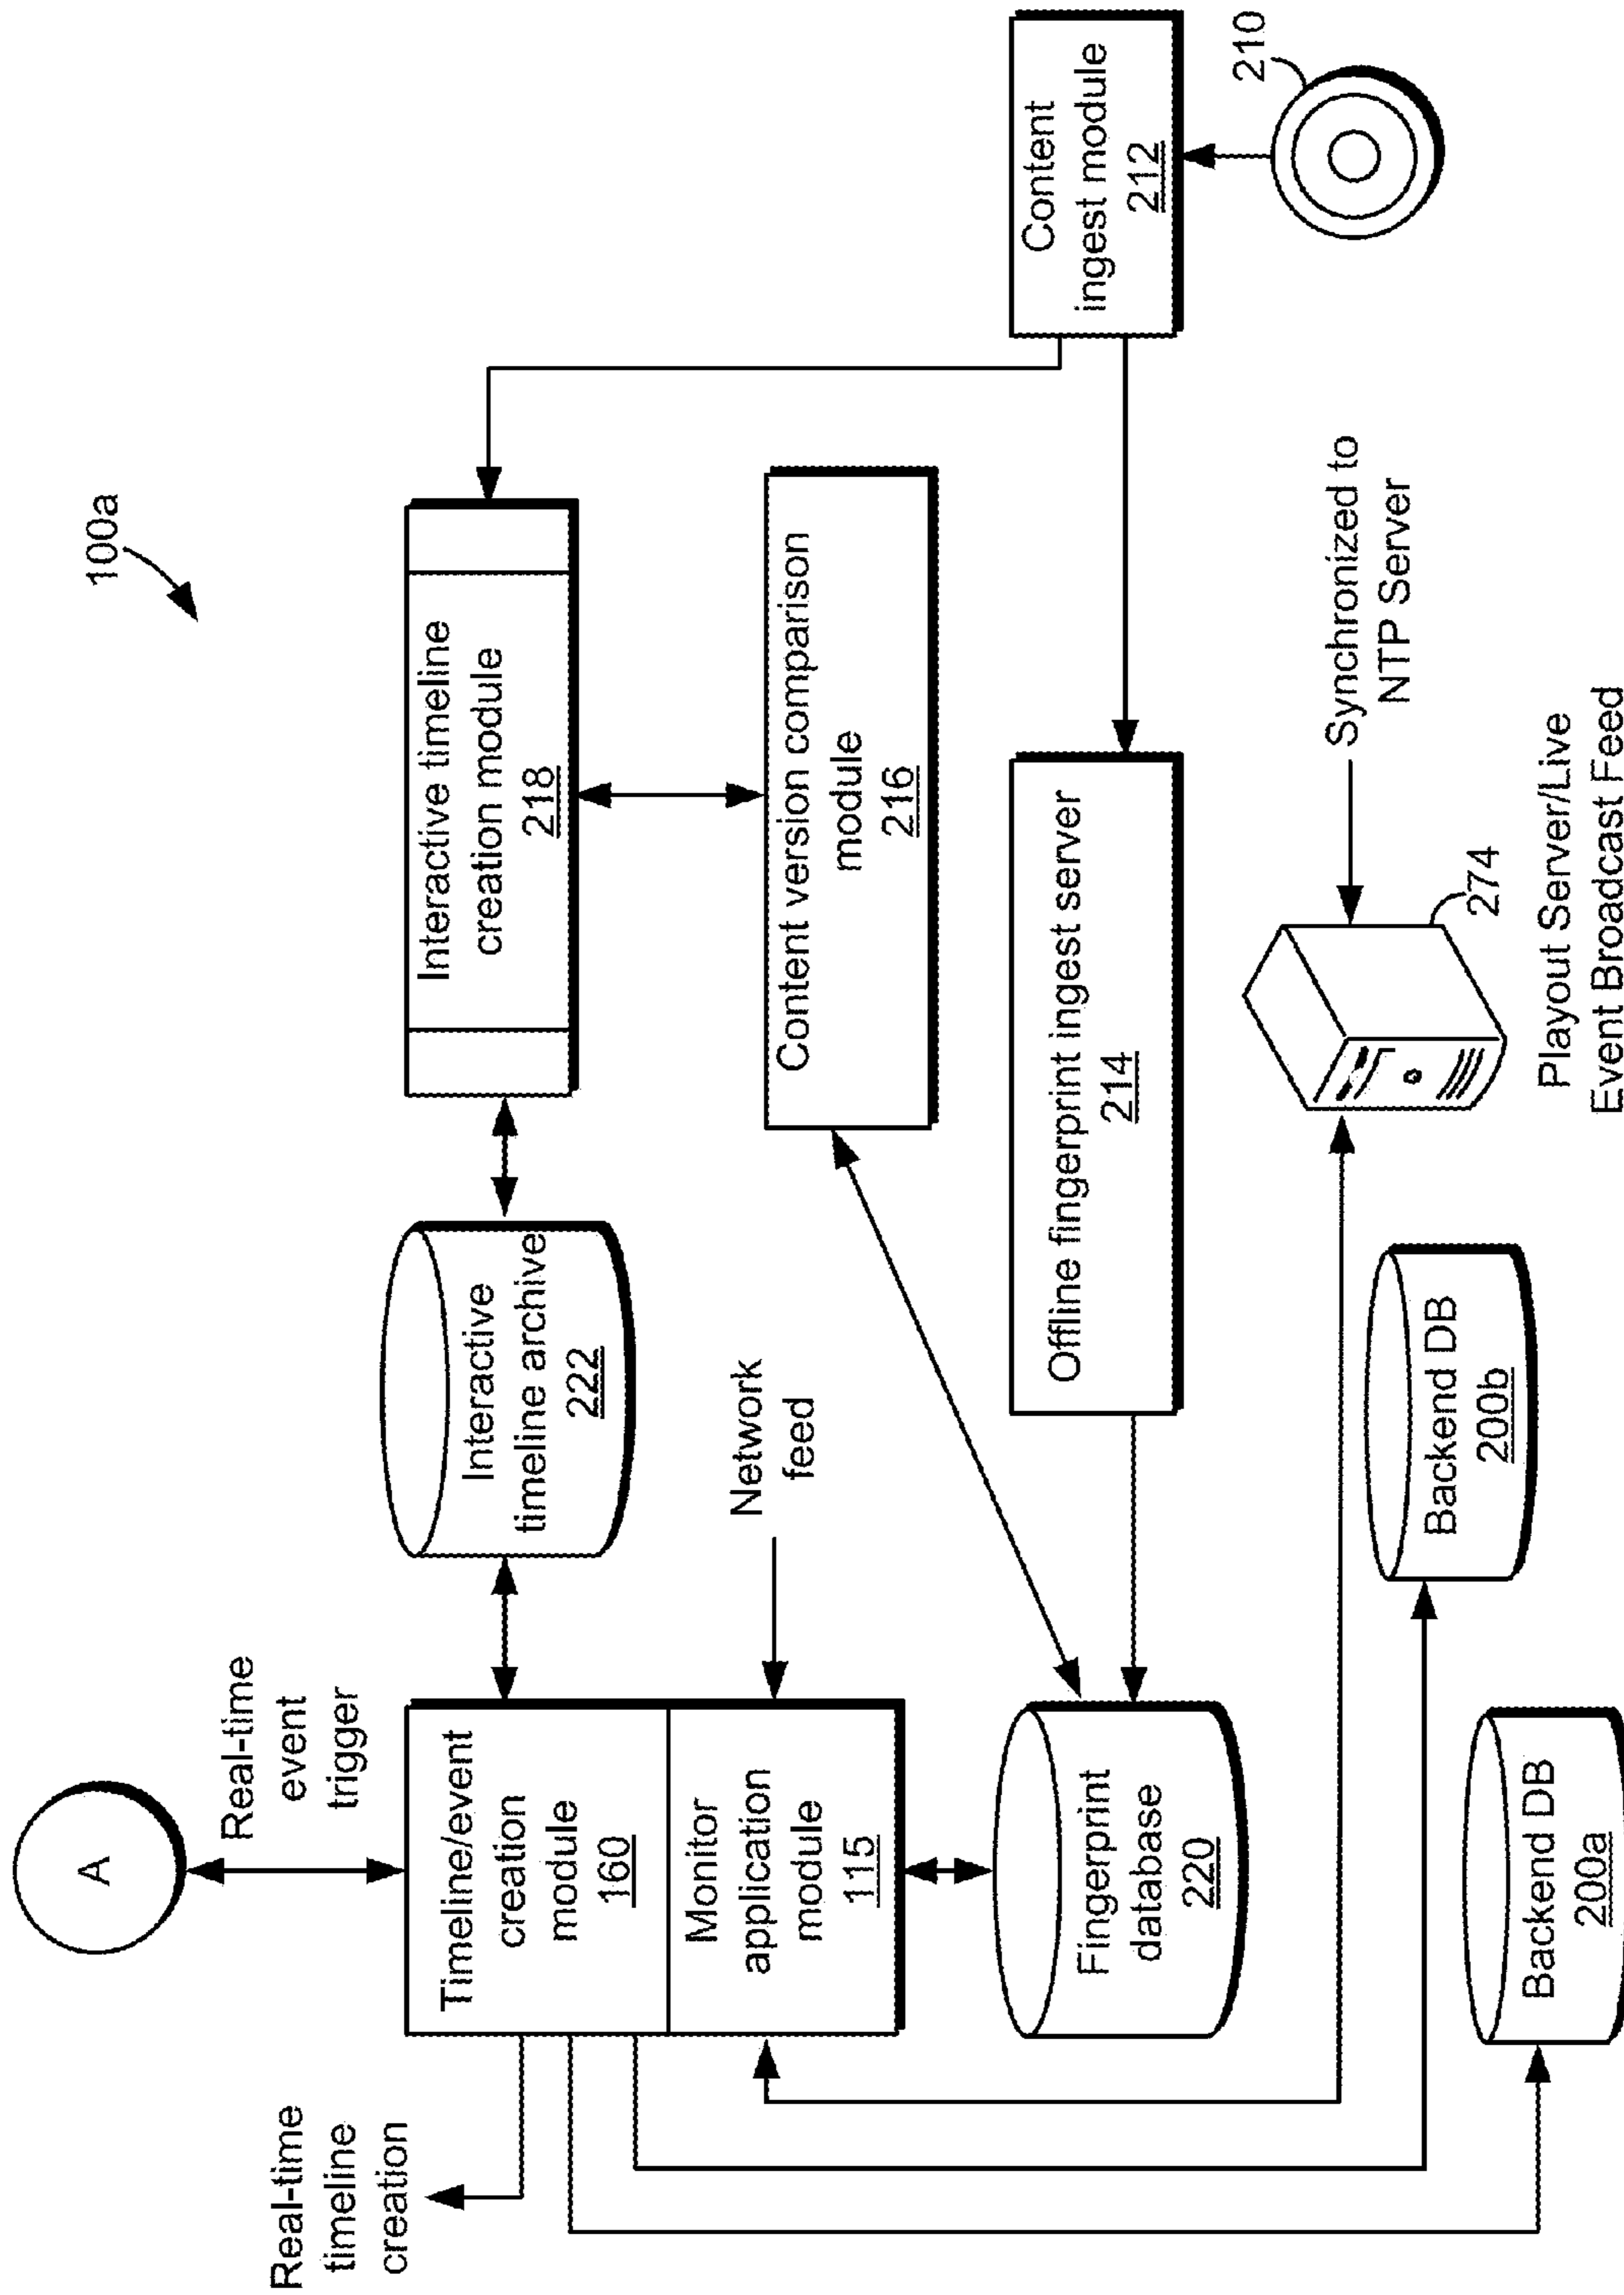 100a
A
Real-time
event
trigger
Real-time
timeline
creation
Timeline/event
creation
module
160
Monitor
application
module
115
Network
feed
Interactive
timeline archive
222
Interactive timeline
creation module
218
Content version comparison
module
216
Fingerprint
database
220
Offline fingerprint ingest server
214
Content
ingest module
212
210
Synchronized to
NTP Server
274
Playout Server/Live
Event Broadcast Feed
Backend DB
200b
Backend DB
200a